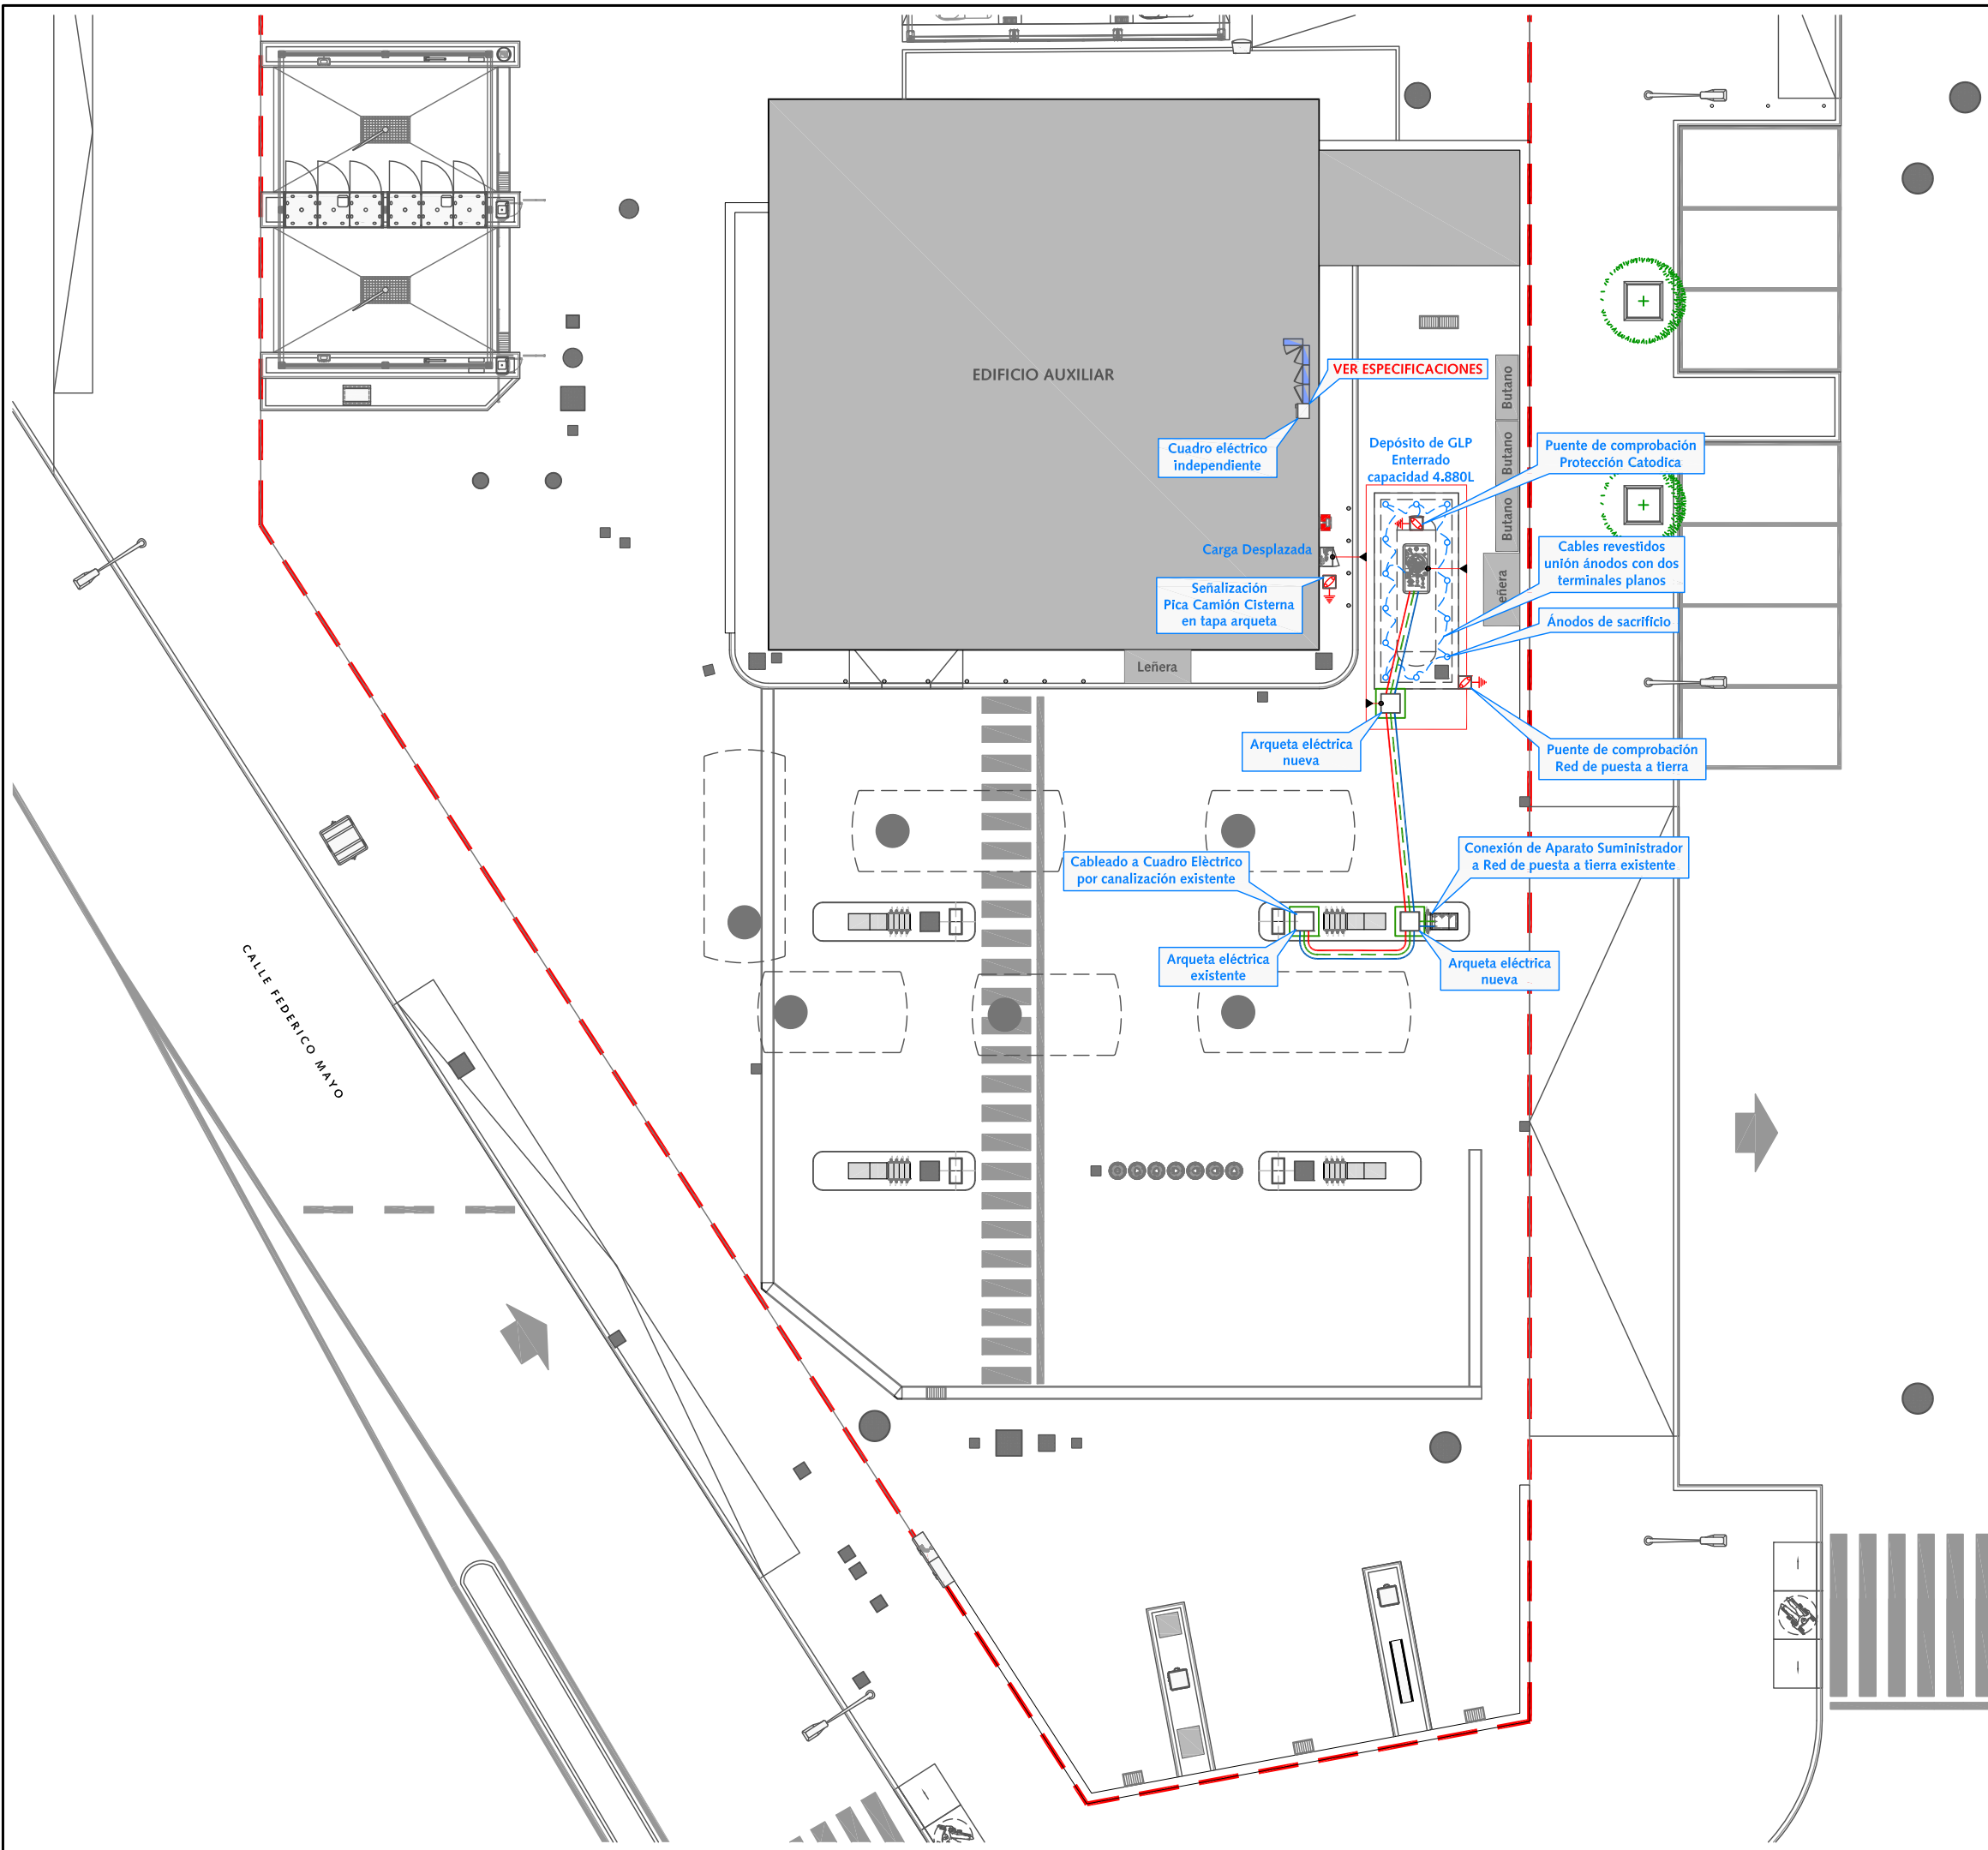 EDIFICIO AUXILIAR
VER ESPECIFICACIONES
Cuadro eléctrico
independiente
Depósito de GLP
Enterrado
capacidad 4.880L
Butano
Butano
Butano
Puente de comprobación
Protección Catodica
Carga Desplazada
Señalización
Pica Camión Cisterna
en tapa arqueta
Cables revestidos
unión ánodos con dos
terminales planos
eñera
Ánodos de sacrificio
Leñera
Arqueta eléctrica
nueva
Puente de comprobación
Red de puesta a tierra
Cableado a Cuadro Elèctrico
por canalización existente
Conexión de Aparato Suministrador
a Red de puesta a tierra existente
Arqueta eléctrica
existente
Arqueta eléctrica
nueva
CALLE FEDERICO MAYO